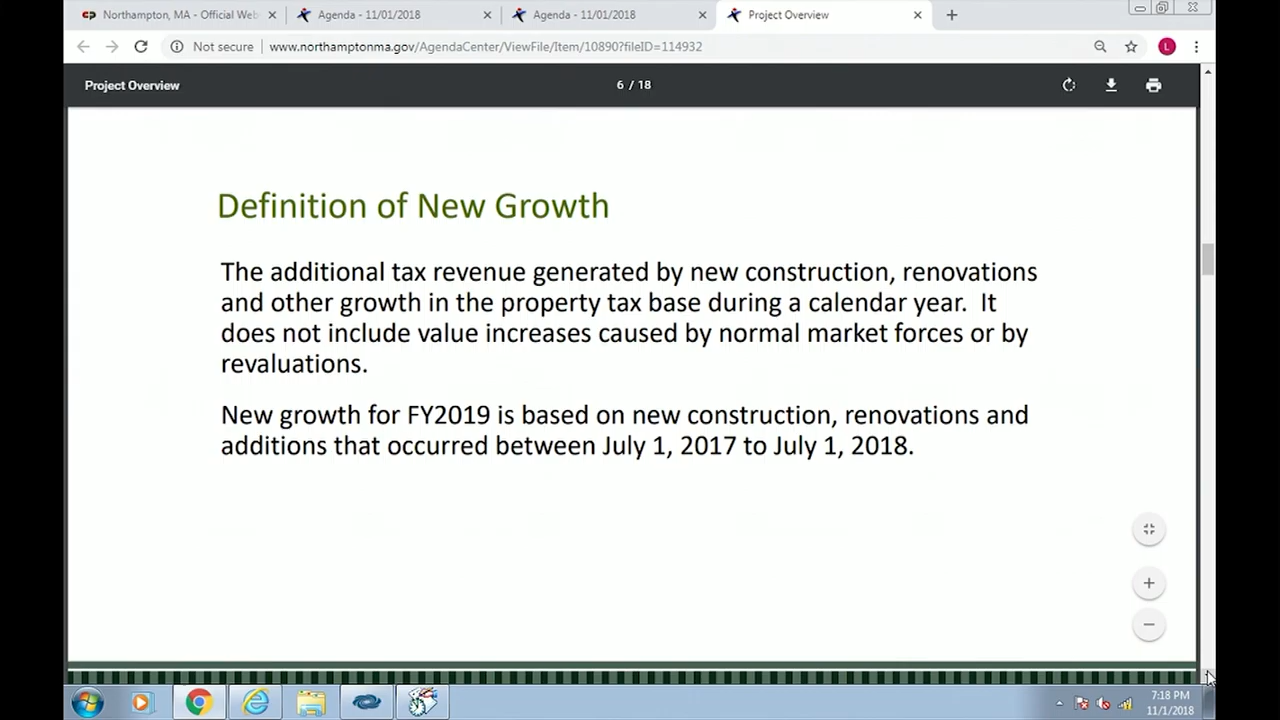 Northampton, MA - Official Web
Agenda - 11/01/2018
Agenda - 11/01/2018
Project Overview
Not secure
www.northamptonma.gov/AgendaCenter/ViewFile/Item/10890?fileID=114932
L
Project Overview
6 / 18
Definition of New Growth
The additional tax revenue generated by new construction, renovations
and other growth in the property tax base during a calendar year. It
does not include value increases caused by normal market forces or by
revaluations.
New growth for FY2019 is based on new construction, renovations and
additions that occurred between July 1, 2017 to July 1, 2018.
7:18 PM
11/1/2018